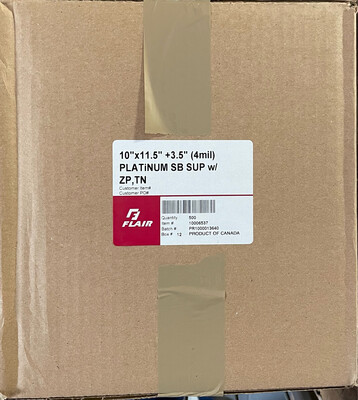 10"x11.5" +3.5" (4mil)
PLATiNUM SB SUP w/
ZP,TN
Customer Item#
Customer PO#
FLAIR
Quantity 500
Item # 10006537
Batch # PR1000013640
Box # 12 PRODUCT OF CANADA